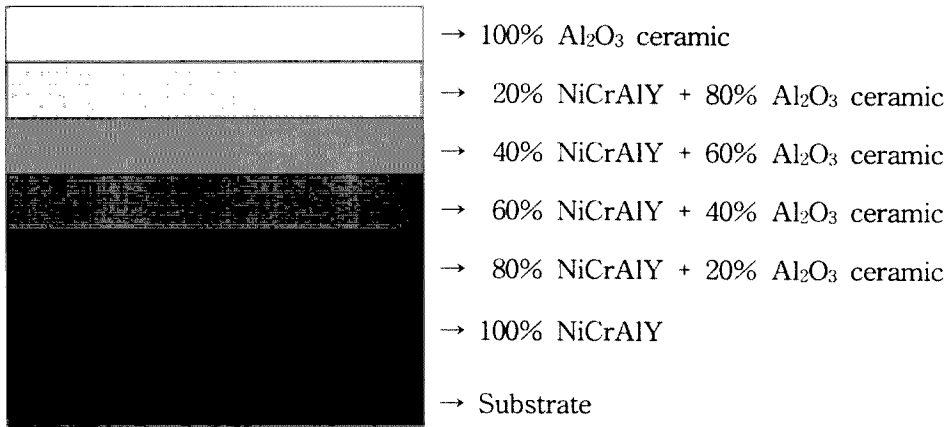 → 100% Al₂O₃ ceramic
→ 20% NiCrAlY + 80% Al₂O₃ ceramic
→ 40% NiCrAlY + 60% Al₂O₃ ceramic
→ 60% NiCrAlY + 40% Al₂O₃ ceramic
→ 80% NiCrAlY + 20% Al₂O₃ ceramic
→ 100% NiCrAlY
→ Substrate